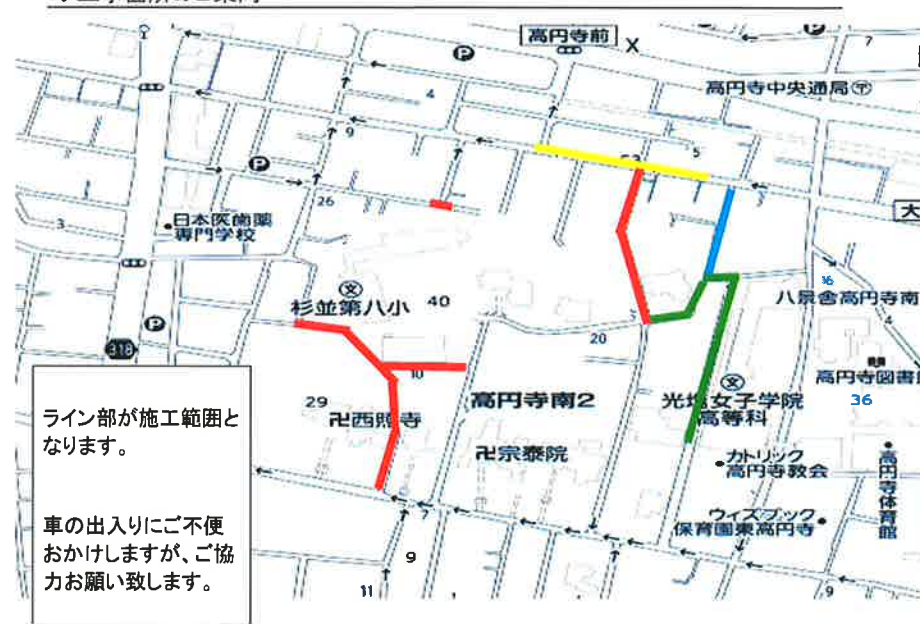 高円寺前
X
P
P
7
高円寺中央通局
4
9
5
P
26
大
3
日本医歯薬
専門学校
文
杉並第八小
40
16
八景舎高円寺南
4
P
318
20
10
高円寺図書
36
29
卍西照寺
高円寺南2
文
光塩女子学院
高等科
卍宗泰院
カトリック
高円寺教会
高円寺体育館
ウィズブック
保育園東高円寺
7
9
11
9
ライン部が施工範囲と
なります。
車の出入りにご不便
おかけしますが、ご協
力お願い致します。